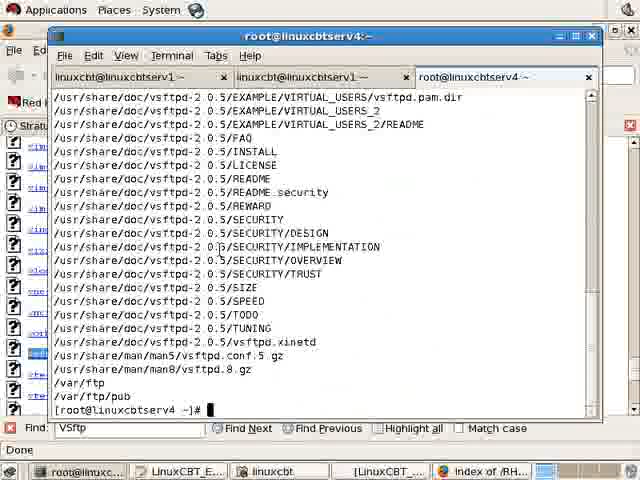 Applications Places System
root@linuxcbtserv4:~
File Edit View Terminal Tabs Help
linuxcbt@linuxcbtserv1:~ linuxcbt@linuxcbtserv1:~ root@linuxcbtserv4:~
/usr/share/doc/vsftpd-2.0.5/EXAMPLE/VIRTUAL_USERS/vsftpd.pam.dir
/usr/share/doc/vsftpd-2.0.5/EXAMPLE/VIRTUAL_USERS_2
/usr/share/doc/vsftpd-2.0.5/EXAMPLE/VIRTUAL_USERS_2/README
/usr/share/doc/vsftpd-2.0.5/FAQ
/usr/share/doc/vsftpd-2.0.5/INSTALL
/usr/share/doc/vsftpd-2.0.5/LICENSE
/usr/share/doc/vsftpd-2.0.5/README
/usr/share/doc/vsftpd-2.0.5/README.security
/usr/share/doc/vsftpd-2.0.5/REWARD
/usr/share/doc/vsftpd-2.0.5/SECURITY
/usr/share/doc/vsftpd-2.0.5/SECURITY/DESIGN
/usr/share/doc/vsftpd-2.0.5/SECURITY/IMPLEMENTATION
/usr/share/doc/vsftpd-2.0.5/SECURITY/OVERVIEW
/usr/share/doc/vsftpd-2.0.5/SECURITY/TRUST
/usr/share/doc/vsftpd-2.0.5/SIZE
/usr/share/doc/vsftpd-2.0.5/SPEED
/usr/share/doc/vsftpd-2.0.5/TODO
/usr/share/doc/vsftpd-2.0.5/TUNING
/usr/share/doc/vsftpd-2.0.5/vsftpd.xinetd
/usr/share/man/man5/vsftpd.conf.5.gz
/usr/share/man/man8/vsftpd.8.gz
/var/ftp
/var/ftp/pub
[root@linuxcbtserv4 ~]#
File
Red
Find: VSftp Find Next Find Previous Highlight all Match case
Done
root@linuxc... LinuxCBT_E... linuxcbt [LinuxCBT_... Index of /RH...